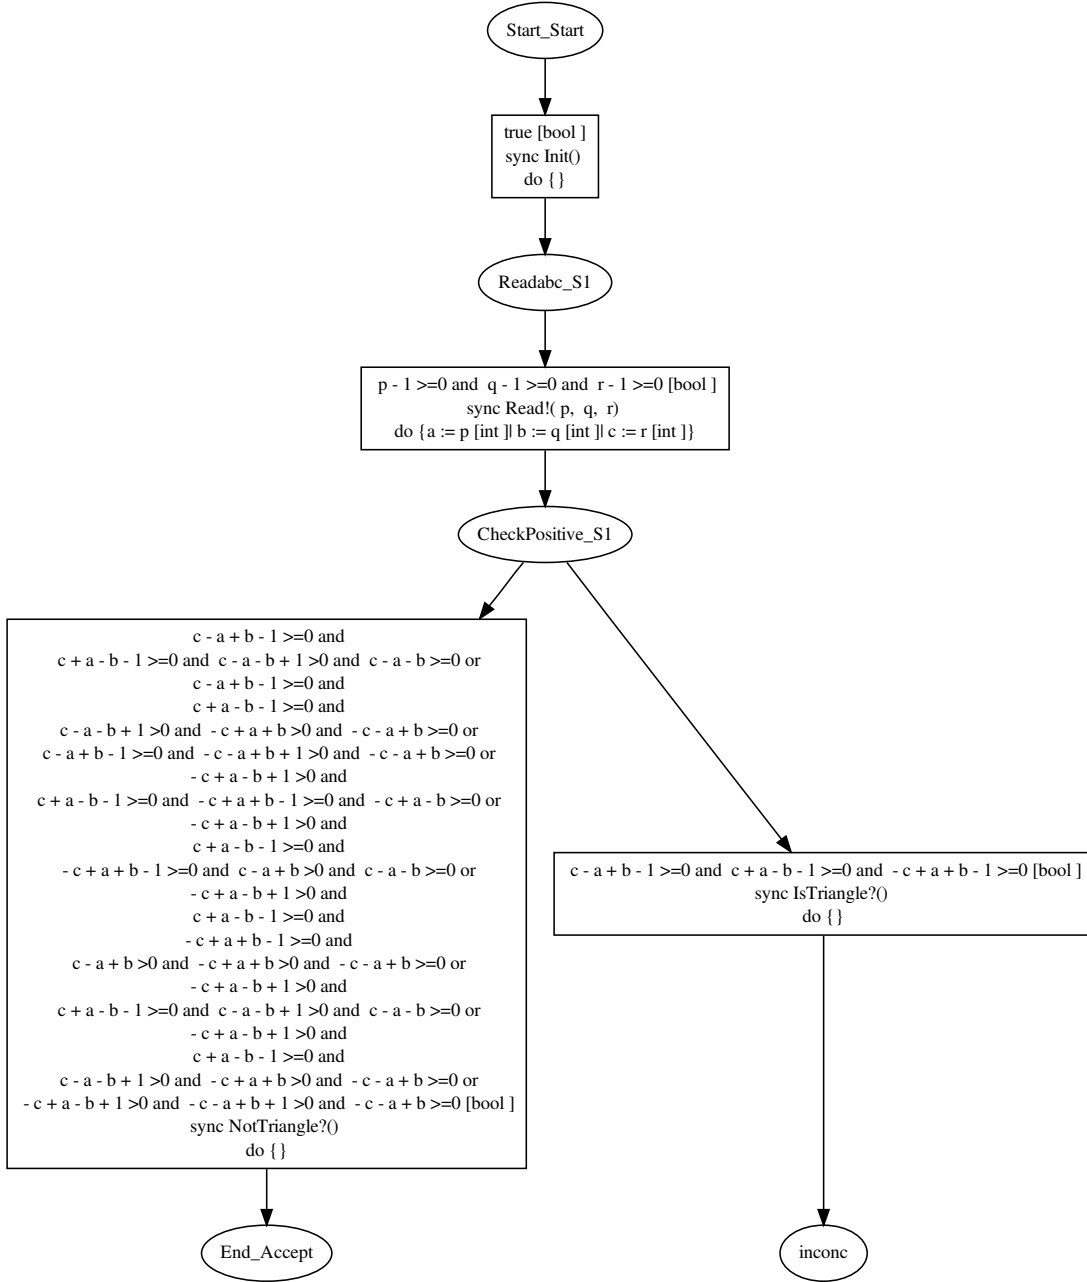 Start_Start
true [bool ]
sync Init()
do {}
Readabc_S1
p - 1 >=0 and  q - 1 >=0 and  r - 1 >=0 [bool ]
sync Read!( p,  q,  r)
do {a := p [int ]| b := q [int ]| c := r [int ]}
CheckPositive_S1
c - a + b - 1 >=0 and
c + a - b - 1 >=0 and  c - a - b + 1 >0 and  c - a - b >=0 or
c - a + b - 1 >=0 and
c + a - b - 1 >=0 and
c - a - b + 1 >0 and  - c + a + b >0 and  - c - a + b >=0 or
c - a + b - 1 >=0 and  - c - a + b + 1 >0 and  - c - a + b >=0 or
- c + a - b + 1 >0 and
c + a - b - 1 >=0 and  - c + a + b - 1 >=0 and  - c + a - b >=0 or
- c + a - b + 1 >0 and
c + a - b - 1 >=0 and
- c + a + b - 1 >=0 and  c - a + b >0 and  c - a - b >=0 or
- c + a - b + 1 >0 and
c + a - b - 1 >=0 and
- c + a + b - 1 >=0 and
c - a + b >0 and  - c + a + b >0 and  - c - a + b >=0 or
- c + a - b + 1 >0 and
c + a - b - 1 >=0 and  c - a - b + 1 >0 and  c - a - b >=0 or
- c + a - b + 1 >0 and
c + a - b - 1 >=0 and
c - a - b + 1 >0 and  - c + a + b >0 and  - c - a + b >=0 or
- c + a - b + 1 >0 and  - c - a + b + 1 >0 and  - c - a + b >=0 [bool ]
sync NotTriangle?()
do {}
c - a + b - 1 >=0 and  c + a - b - 1 >=0 and  - c + a + b - 1 >=0 [bool ]
sync IsTriangle?()
do {}
End_Accept
inconc